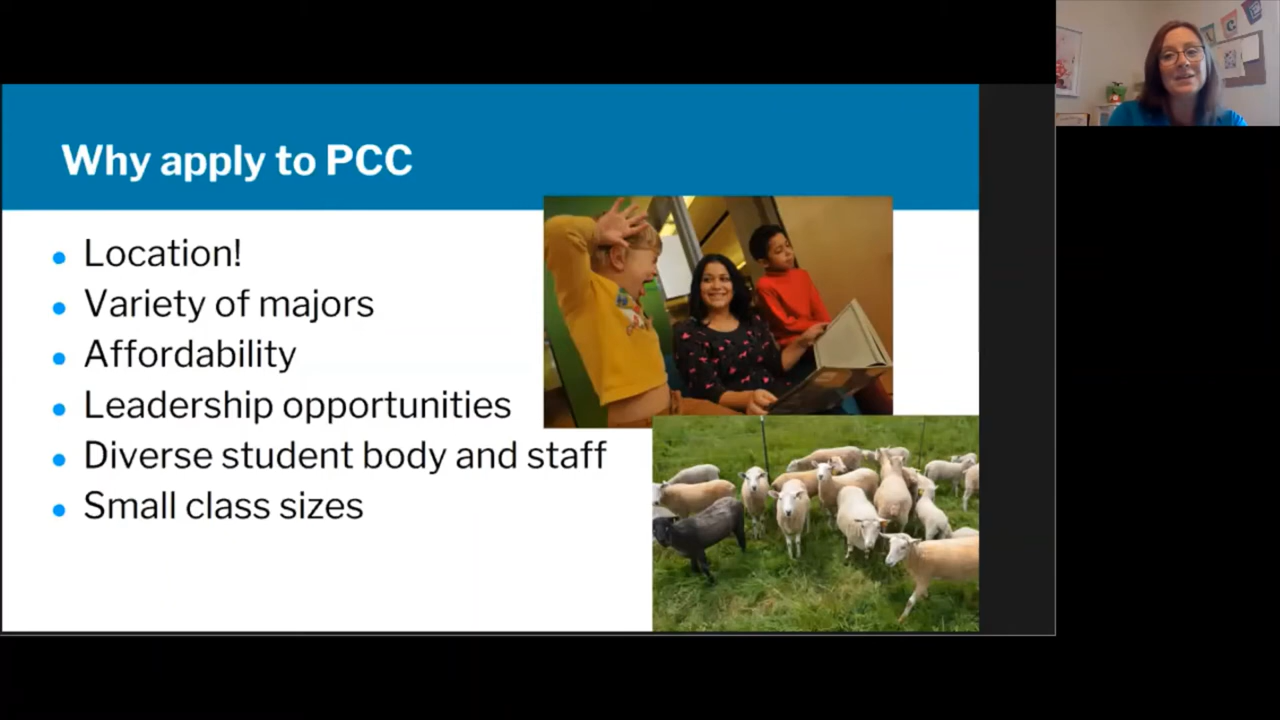 Why apply to PCC
Location!
Variety of majors
Affordability
Leadership opportunities
Diverse student body and staff
Small class sizes